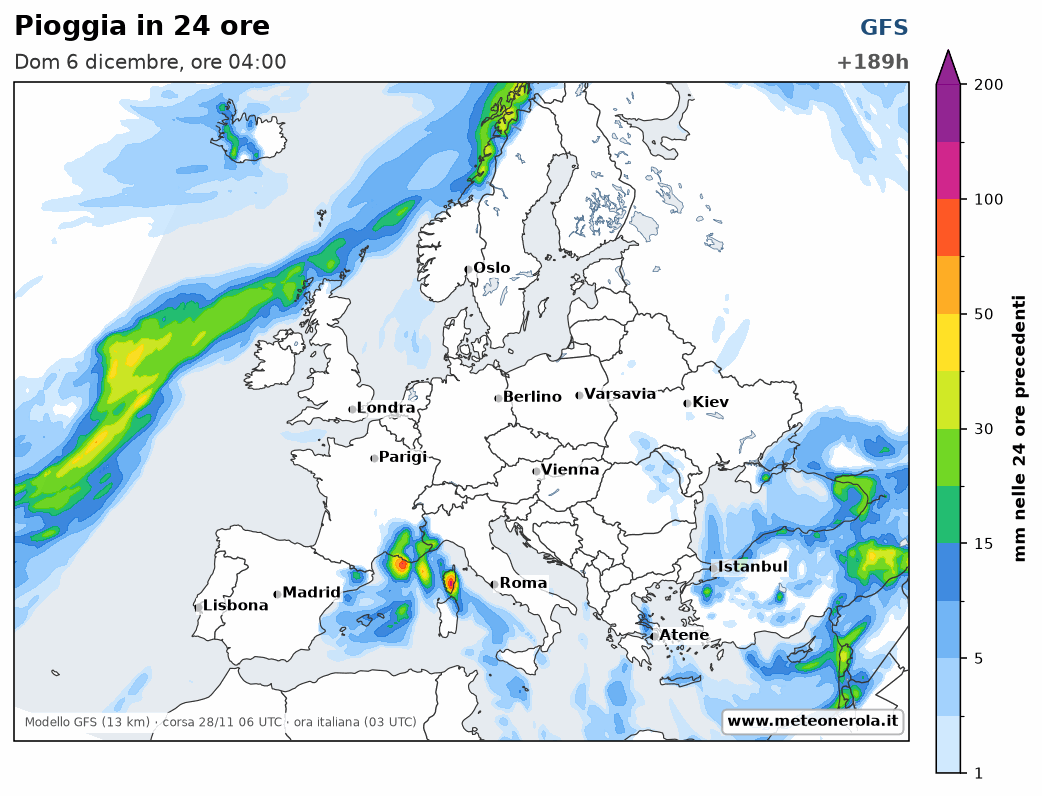 Pioggia in 24 ore
GFS
Dom 6 dicembre, ore 04:00
+189h
200
100
50
30
15
5
1
mm nelle 24 ore precedenti
Oslo
Berlino
Varsavia
Kiev
Londra
Parigi
Vienna
Istanbul
Roma
Madrid
Lisbona
Atene
Modello GFS (13 km) · corsa 28/11 06 UTC · ora italiana (03 UTC)
www.meteonerola.it